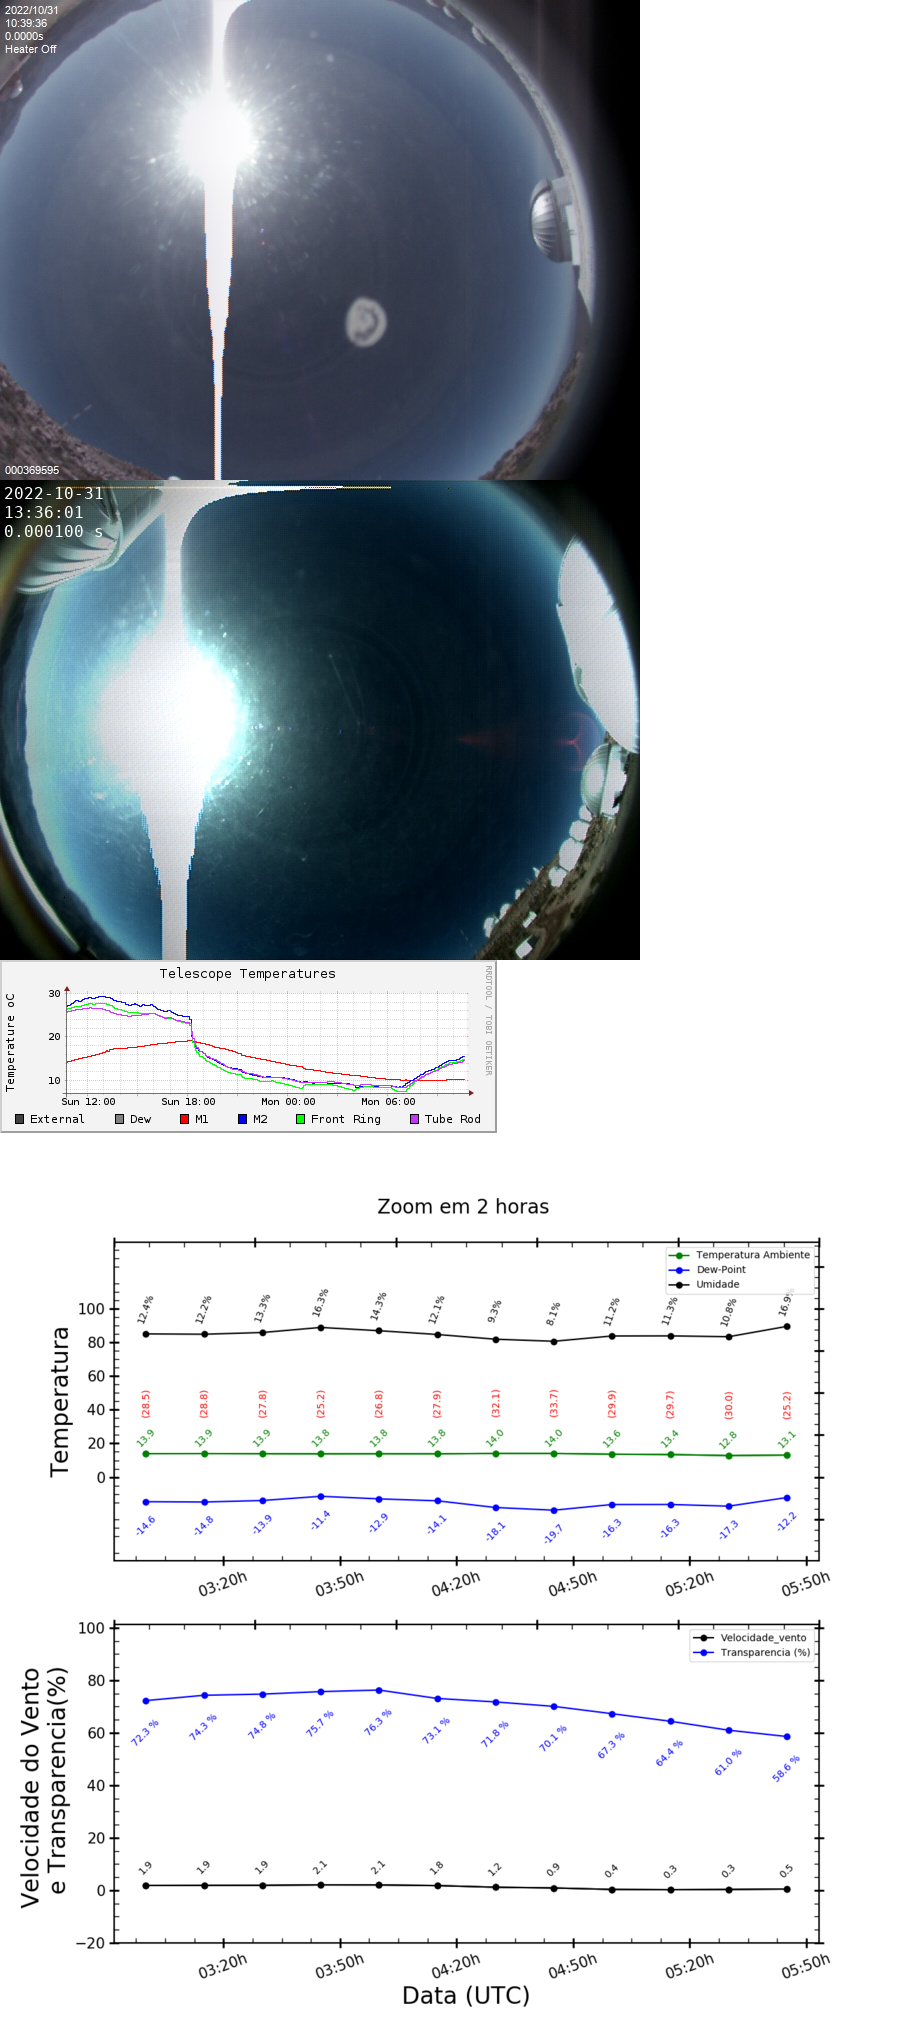 2022/10/31
10:39:36
0.0000s
Heater Off
000369595
2022-10-31
13:36:01
0.000100 s
Telescope Temperatures
Temperature oC
30
20
10
Sun 12:00 Sun 18:00 Mon 00:00 Mon 06:00
External Dew M1 M2 Front Ring Tube Rod
RRDTOOL / TOBI OETIKER
Zoom em 2 horas
Temperatura Ambiente
Dew-Point
Umidade
Temperatura
100
80
60
40
20
0
12.4% 12.2% 13.3% 16.3% 14.3% 12.1% 9.3% 8.1% 11.2% 11.3% 10.8% 16.9%
(28.5) (28.8) (27.8) (25.2) (26.8) (27.9) (32.1) (33.7) (29.9) (29.7) (30.0) (25.2)
13.9 13.9 13.9 13.8 13.8 13.8 14.0 14.0 13.6 13.4 12.8 13.1
-14.6 -14.8 -13.9 -11.4 -12.9 -14.1 -18.1 -19.7 -16.3 -16.3 -17.3 -12.2
03:20h 03:50h 04:20h 04:50h 05:20h 05:50h
Velocidade_vento
Transparencia (%)
Velocidade do Vento
e Transparencia(%)
100
80
60
40
20
0
−20
72.3 % 74.3 % 74.8 % 75.7 % 76.3 % 73.1 % 71.8 % 70.1 % 67.3 % 64.4 % 61.0 % 58.6 %
1.9 1.9 1.9 2.1 2.1 1.8 1.2 0.9 0.4 0.3 0.3 0.5
03:20h 03:50h 04:20h 04:50h 05:20h 05:50h
Data (UTC)